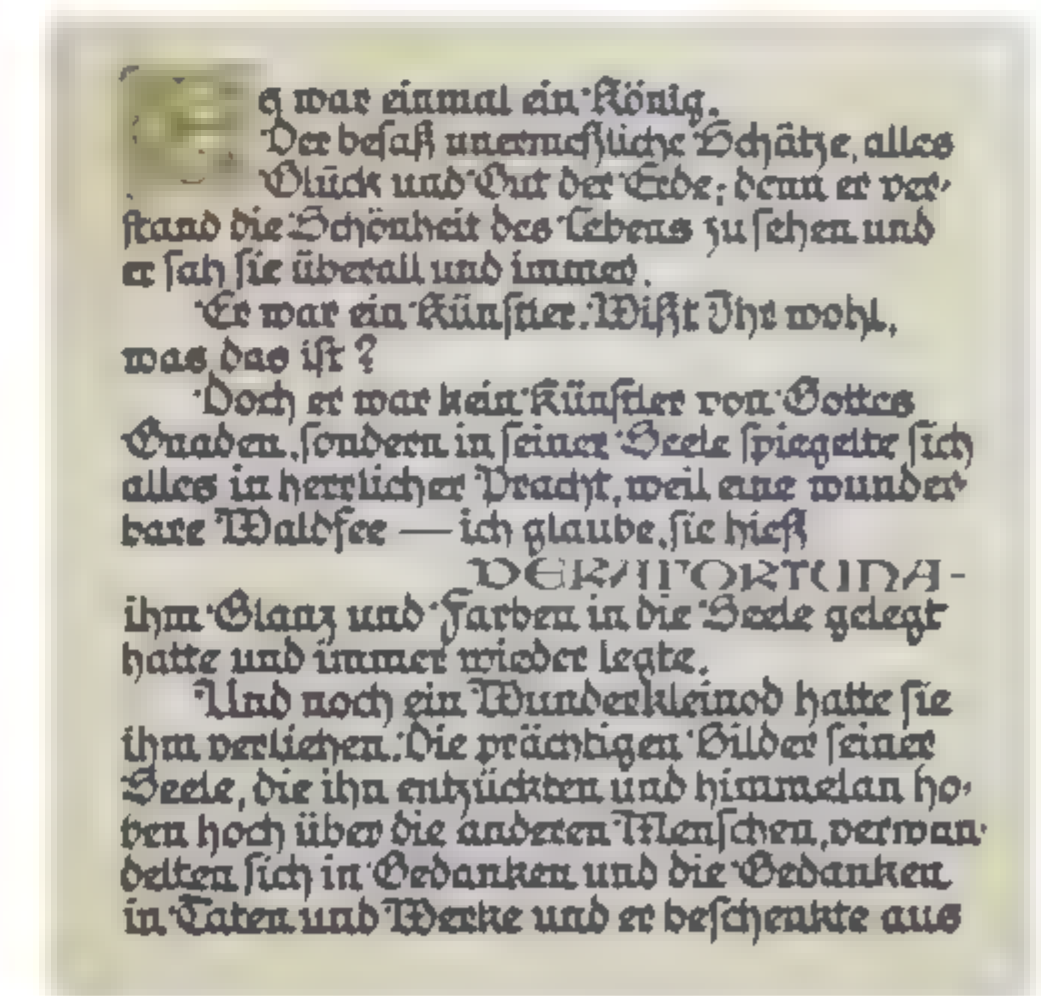 Es war einmal ein König.
Der besaß unermeßliche Schätze, alles
Glück und Gut der Erde; denn er ver-
stand die Schönheit des Lebens zu sehen und
er sah sie überall und immer.
Er war ein Künstler. Wißt Ihr wohl,
was das ist?
Doch er war kein Künstler von Gottes
Gnaden, sondern in seiner Seele spiegelte sich
alles in herrlicher Pracht, weil eine wunder-
bare Waldfee — ich glaube, sie hieß
VERA FORTUNA -
ihm Glanz und Farben in die Seele gelegt
hatte und immer wieder legte.
Und noch ein Wunderkleinod hatte sie
ihm verliehen. Die prächtigen Bilder seiner
Seele, die ihn entzückten und himmelan ho-
ben hoch über die anderen Menschen, verwan-
delten sich in Gedanken und die Gedanken
in Taten und Werke und er beschenkte aus